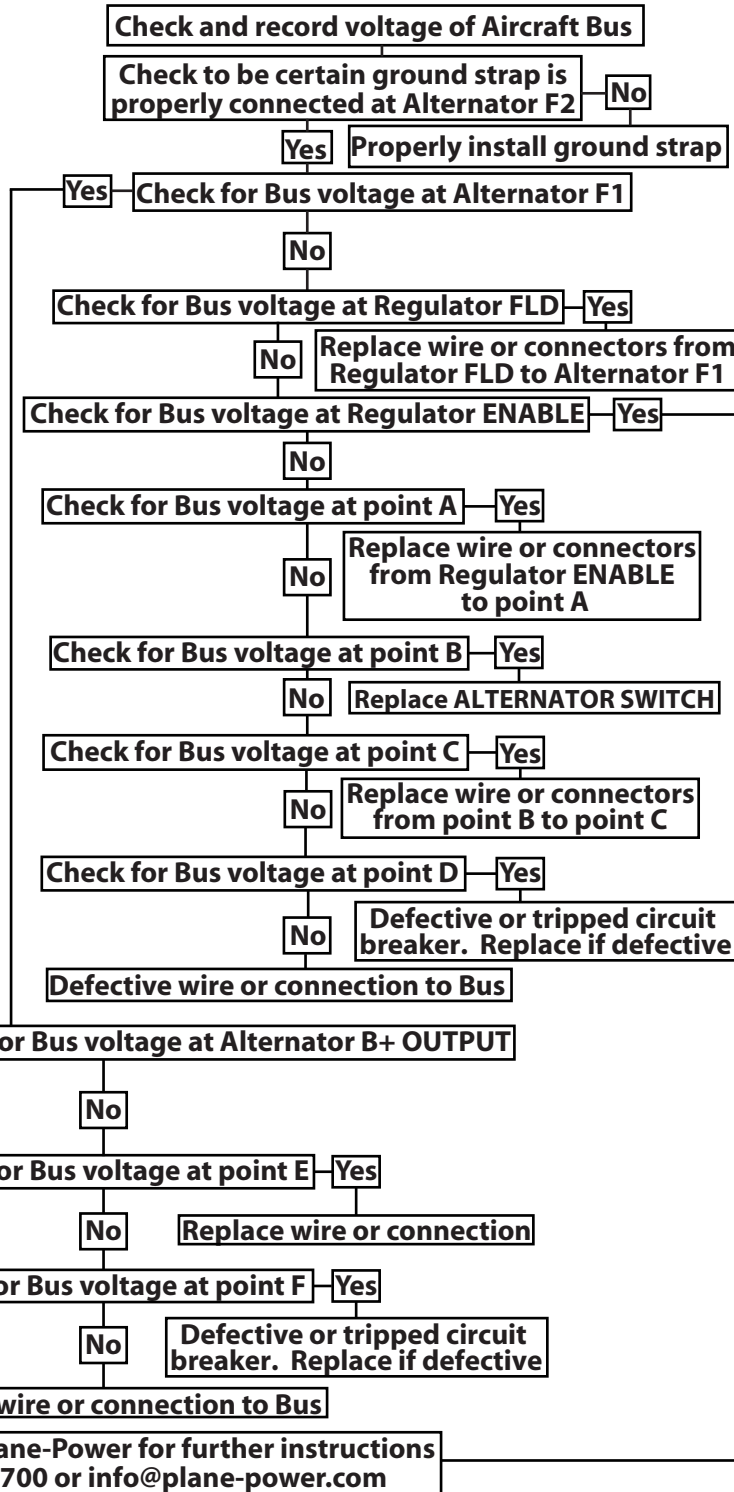 Check and record voltage of Aircraft Bus
Check to be certain ground strap is
properly connected at Alternator F2
No
Yes
Properly install ground strap
Yes
Check for Bus voltage at Alternator F1
No
Check for Bus voltage at Regulator FLD
Yes
No
Replace wire or connectors from
Regulator FLD to Alternator F1
Check for Bus voltage at Regulator ENABLE
Yes
No
Check for Bus voltage at point A
Yes
No
Replace wire or connectors
from Regulator ENABLE
to point A
Check for Bus voltage at point B
Yes
No
Replace ALTERNATOR SWITCH
Check for Bus voltage at point C
Yes
No
Replace wire or connectors
from point B to point C
Check for Bus voltage at point D
Yes
No
Defective or tripped circuit
breaker. Replace if defective
Defective wire or connection to Bus
or Bus voltage at Alternator B+ OUTPUT
No
or Bus voltage at point E
Yes
No
Replace wire or connection
or Bus voltage at point F
Yes
No
Defective or tripped circuit
breaker. Replace if defective
wire or connection to Bus
ane-Power for further instructions
700 or info@plane-power.com